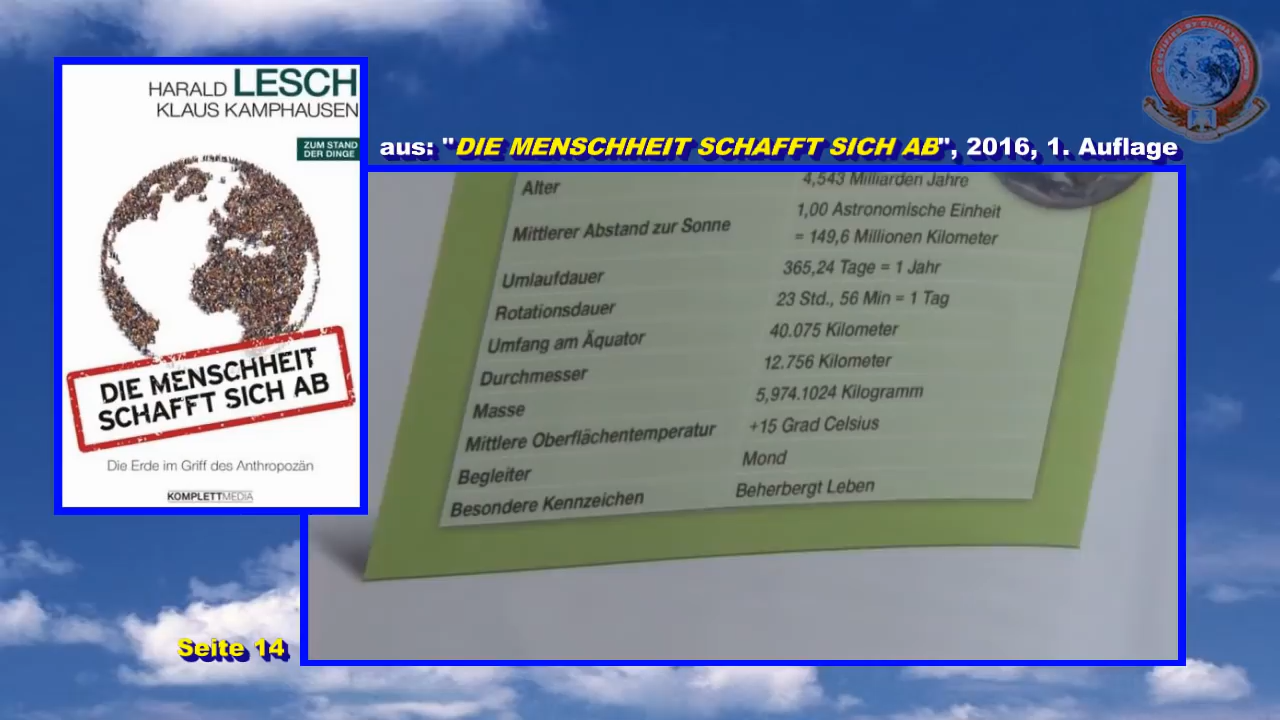 HARALD LESCH
KLAUS KAMPHAUSEN
ZUM STAND
DER DINGE
DIE MENSCHHEIT
SCHAFFT SICH AB
Die Erde im Griff des Anthropozän
KOMPLETTMEDIA
aus: "DIE MENSCHHEIT SCHAFFT SICH AB", 2016, 1. Auflage
Alter 4,543 Milliarden Jahre
Mittlerer Abstand zur Sonne 1,00 Astronomische Einheit
= 149,6 Millionen Kilometer
Umlaufdauer 365,24 Tage = 1 Jahr
Rotationsdauer 23 Std., 56 Min = 1 Tag
Umfang am Äquator 40.075 Kilometer
Durchmesser 12.756 Kilometer
Masse 5,974.1024 Kilogramm
Mittlere Oberflächentemperatur +15 Grad Celsius
Begleiter Mond
Besondere Kennzeichen Beherbergt Leben
Seite 14